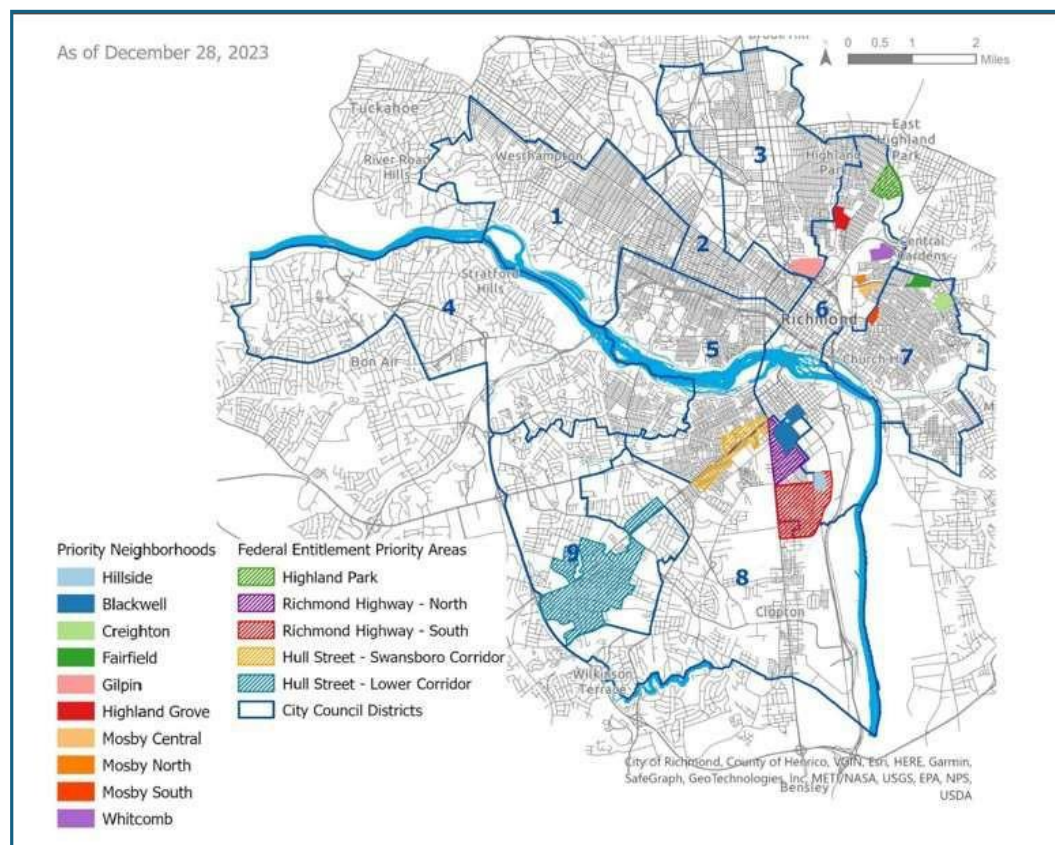 As of December 28, 2023
0 0.5 1 2
Miles
Tuckahoe
River Road
Hills
Westhampton
East
Highland
Park
Highland
Park
3
1
2
Central
Gardens
Stratford
Hills
4
6
Richmond
5
Church
7
Bon Air
9
8
Clopton
Wilkinson
Terrace
Bensley
Priority Neighborhoods
Hillside
Blackwell
Creighton
Fairfield
Gilpin
Highland Grove
Mosby Central
Mosby North
Mosby South
Whitcomb
Federal Entitlement Priority Areas
Highland Park
Richmond Highway - North
Richmond Highway - South
Hull Street - Swansboro Corridor
Hull Street - Lower Corridor
City Council Districts
City of Richmond, County of Henrico, VGIN, Esri, HERE, Garmin,
SafeGraph, GeoTechnologies, Inc, METI/NASA, USGS, EPA, NPS,
USDA